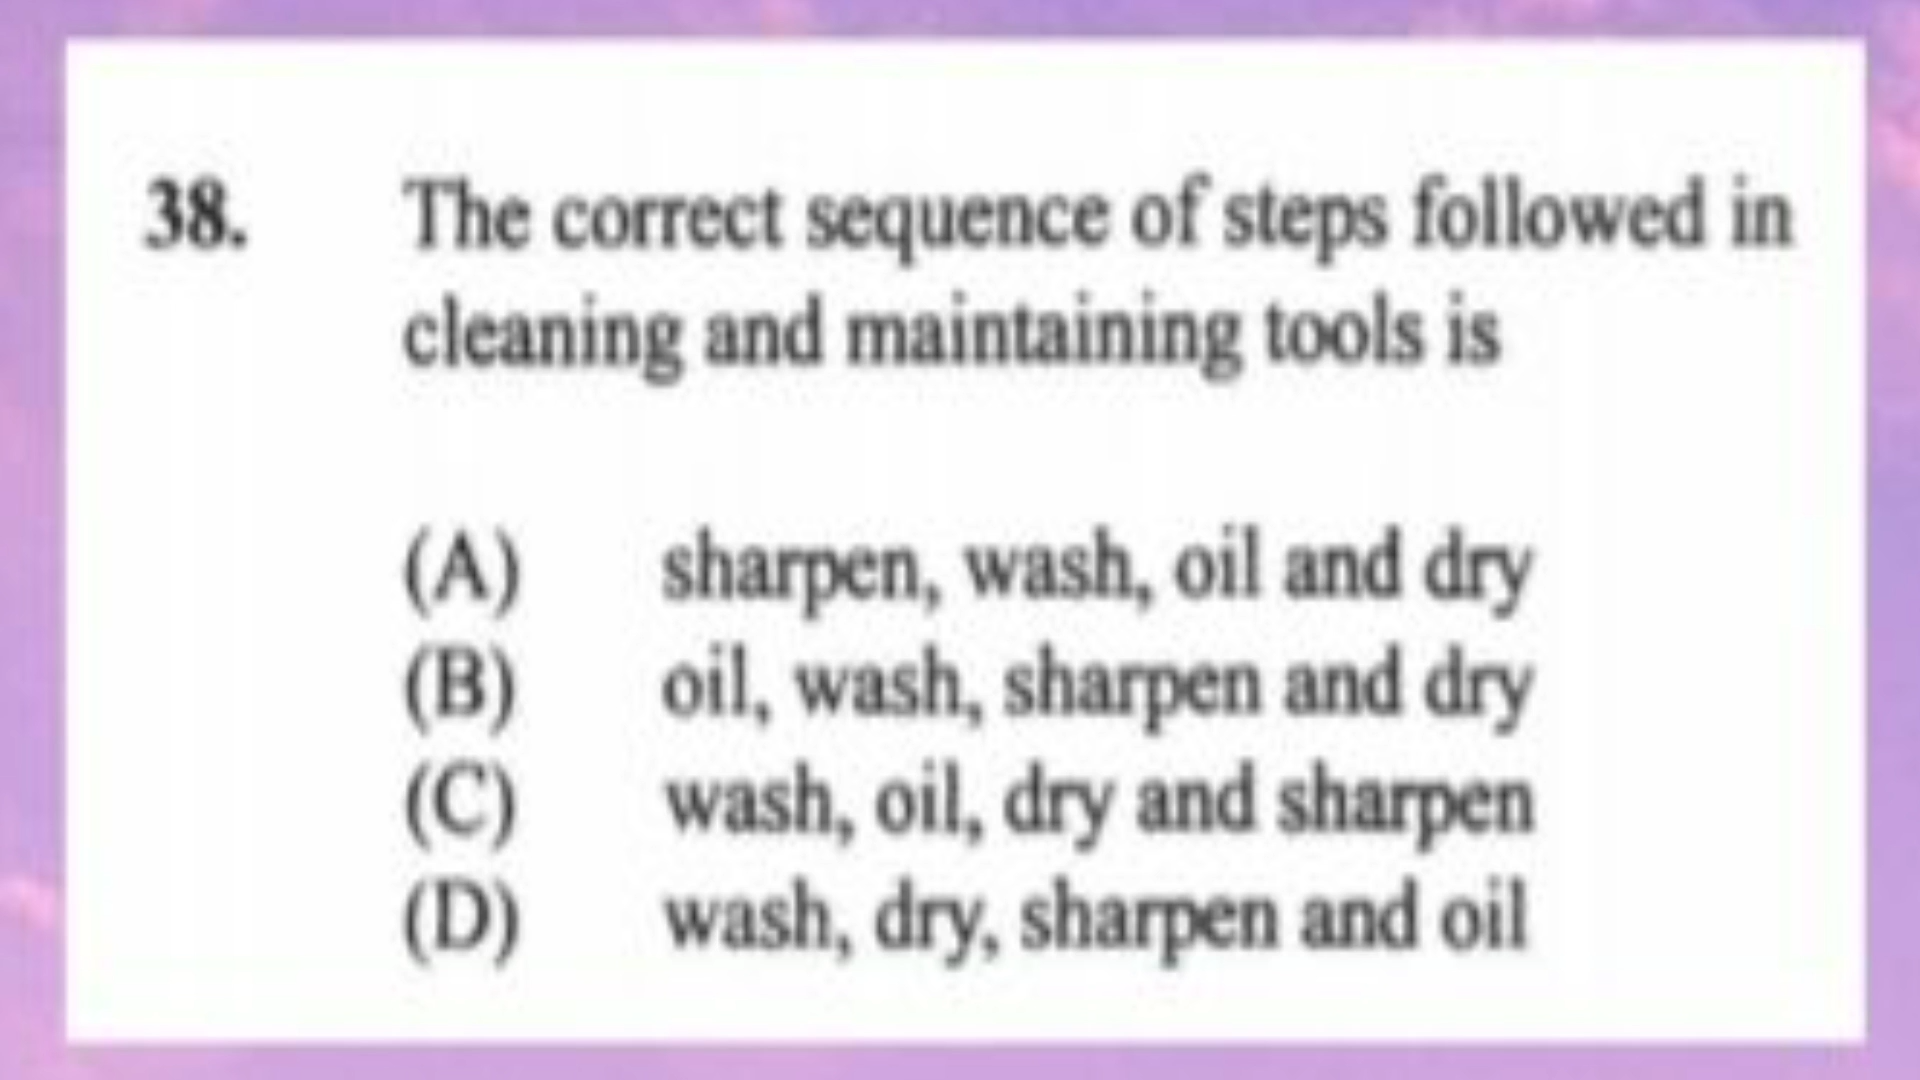 38. The correct sequence of steps followed in
cleaning and maintaining tools is
(A) sharpen, wash, oil and dry
(B) oil, wash, sharpen and dry
(C) wash, oil, dry and sharpen
(D) wash, dry, sharpen and oil